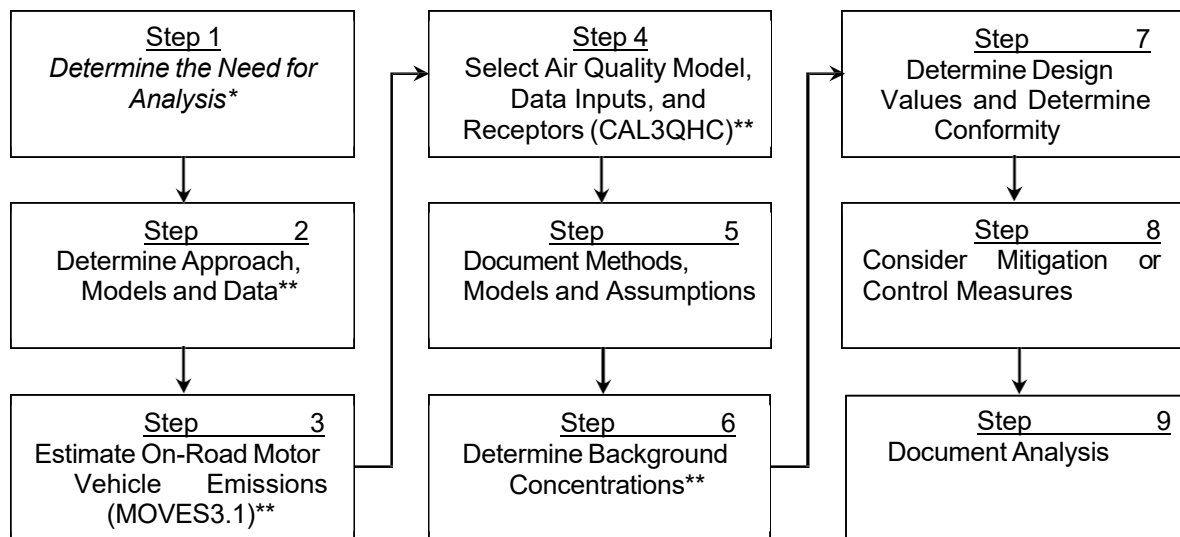 Step 1
Determine the Need for
Analysis*
Step 2
Determine Approach,
Models and Data**
Step 3
Estimate On-Road Motor
Vehicle Emissions
(MOVES3.1)**
Step 4
Select Air Quality Model,
Data Inputs, and
Receptors (CAL3QHC)**
Step 5
Document Methods,
Models and Assumptions
Step 6
Determine Background
Concentrations**
Step 7
Determine Design
Values and Determine
Conformity
Step 8
Consider Mitigation or
Control Measures
Step 9
Document Analysis